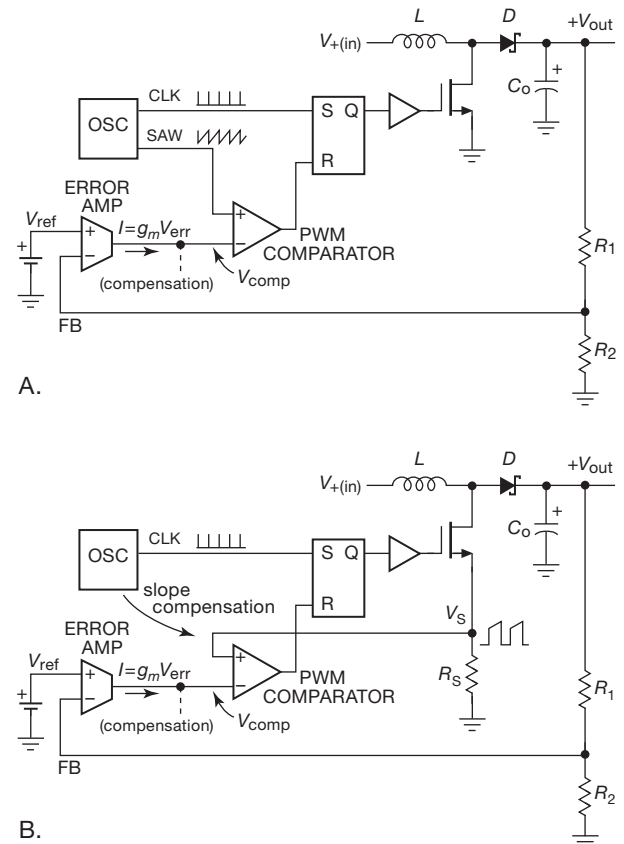 L
D
+Vout
V+(in)
Co
+
CLK
OSC
SAW
S Q
R
ERROR
AMP
Vref
I=gmVerr
+
+
−
+
−
PWM
COMPARATOR
Vcomp
(compensation)
FB
R1
R2
A.
L
D
+Vout
V+(in)
Co
+
CLK
OSC
S Q
R
slope
compensation
VS
ERROR
AMP
Vref
I=gmVerr
+
+
−
+
−
PWM
COMPARATOR
RS
Vcomp
(compensation)
FB
R1
R2
B.